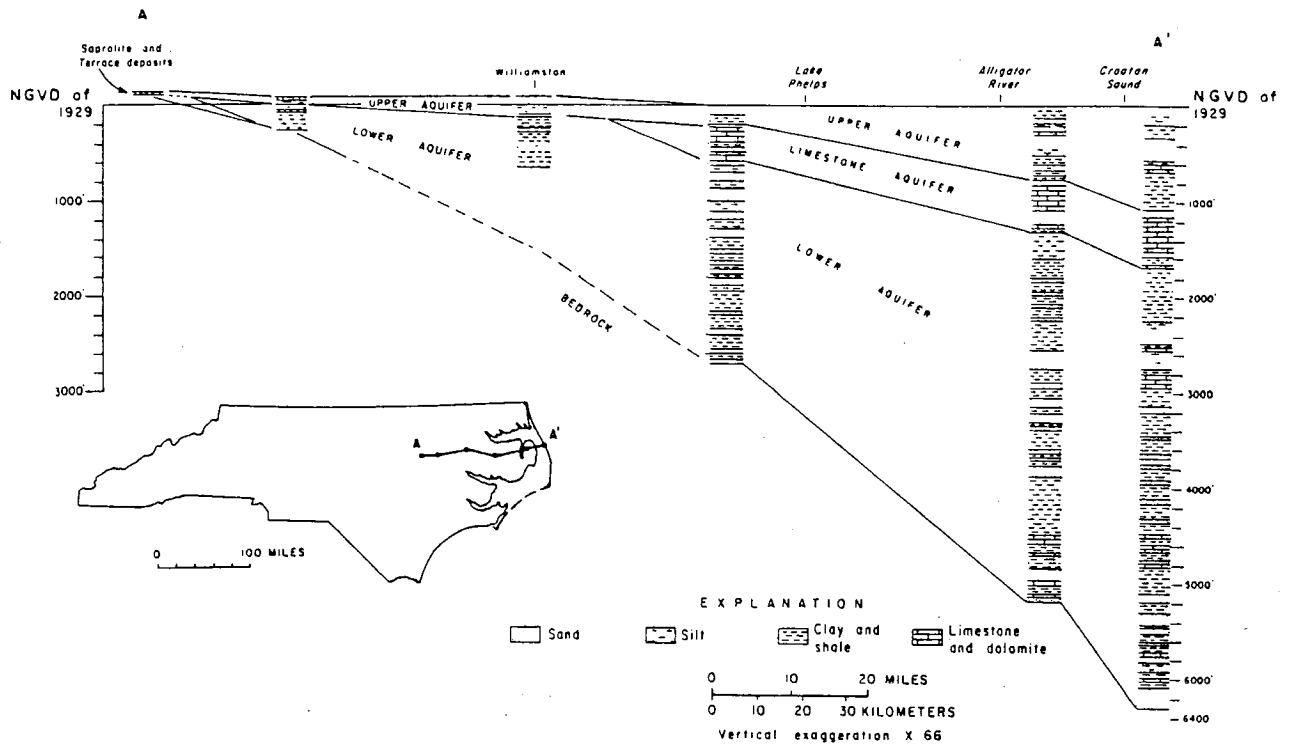 A
A'
Saprolite and
Terrace deposits
Williamston
Lake
Phelps
Alligator
River
Croatan
Sound
NGVD of
1929
NGVD of
1929
UPPER AQUIFER
LOWER AQUIFER
UPPER AQUIFER
LIMESTONE AQUIFER
LOWER AQUIFER
BEDROCK
1000'
2000'
3000'
1000'
2000'
3000
4000'
5000'
6000'
6400
A
A'
0 100 MILES
EXPLANATION
Sand
Silt
Clay and
shale
Limestone
and dolomite
0 10 20 MILES
0 10 20 30 KILOMETERS
Vertical exaggeration X 66